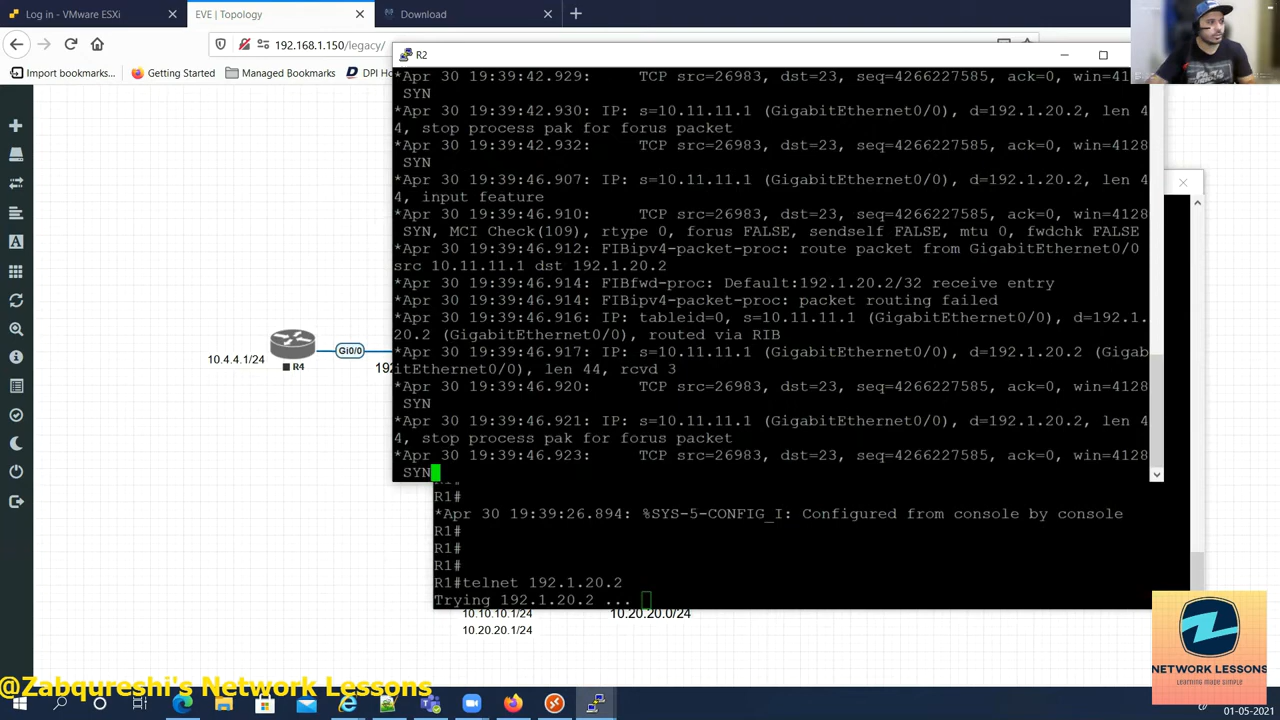 Log in - VMware ESXi
EVE | Topology
Download
192.168.1.150/legacy/
Import bookmarks...
Getting Started
Managed Bookmarks
DPI Ho
R2
*Apr 30 19:39:42.929:     TCP src=26983, dst=23, seq=4266227585, ack=0, win=41
SYN
*Apr 30 19:39:42.930: IP: s=10.11.11.1 (GigabitEthernet0/0), d=192.1.20.2, len 4
4, stop process pak for forus packet
*Apr 30 19:39:42.932:     TCP src=26983, dst=23, seq=4266227585, ack=0, win=4128
SYN
*Apr 30 19:39:46.907: IP: s=10.11.11.1 (GigabitEthernet0/0), d=192.1.20.2, len 4
4, input feature
*Apr 30 19:39:46.910:     TCP src=26983, dst=23, seq=4266227585, ack=0, win=4128
SYN, MCI Check(109), rtype 0, forus FALSE, sendself FALSE, mtu 0, fwdchk FALSE
*Apr 30 19:39:46.912: FIBipv4-packet-proc: route packet from GigabitEthernet0/0
src 10.11.11.1 dst 192.1.20.2
*Apr 30 19:39:46.914: FIBfwd-proc: Default:192.1.20.2/32 receive entry
*Apr 30 19:39:46.914: FIBipv4-packet-proc: packet routing failed
*Apr 30 19:39:46.916: IP: tableid=0, s=10.11.11.1 (GigabitEthernet0/0), d=192.1.
20.2 (GigabitEthernet0/0), routed via RIB
*Apr 30 19:39:46.917: IP: s=10.11.11.1 (GigabitEthernet0/0), d=192.1.20.2 (Gigab
itEthernet0/0), len 44, rcvd 3
*Apr 30 19:39:46.920:     TCP src=26983, dst=23, seq=4266227585, ack=0, win=4128
SYN
*Apr 30 19:39:46.921: IP: s=10.11.11.1 (GigabitEthernet0/0), d=192.1.20.2, len 4
4, stop process pak for forus packet
*Apr 30 19:39:46.923:     TCP src=26983, dst=23, seq=4266227585, ack=0, win=4128
SYN
10.4.4.1/24
R4
Gi0/0
192
R1#
R1#
*Apr 30 19:39:26.894: %SYS-5-CONFIG_I: Configured from console by console
R1#
R1#
R1#
R1#telnet 192.1.20.2
Trying 192.1.20.2 ...
10.10.10.1/24
10.20.20.1/24
10.20.20.0/24
NETWORK LESSONS
LEARNING MADE SIMPLE
@Zabqureshi's Network Lessons
01-05-2021